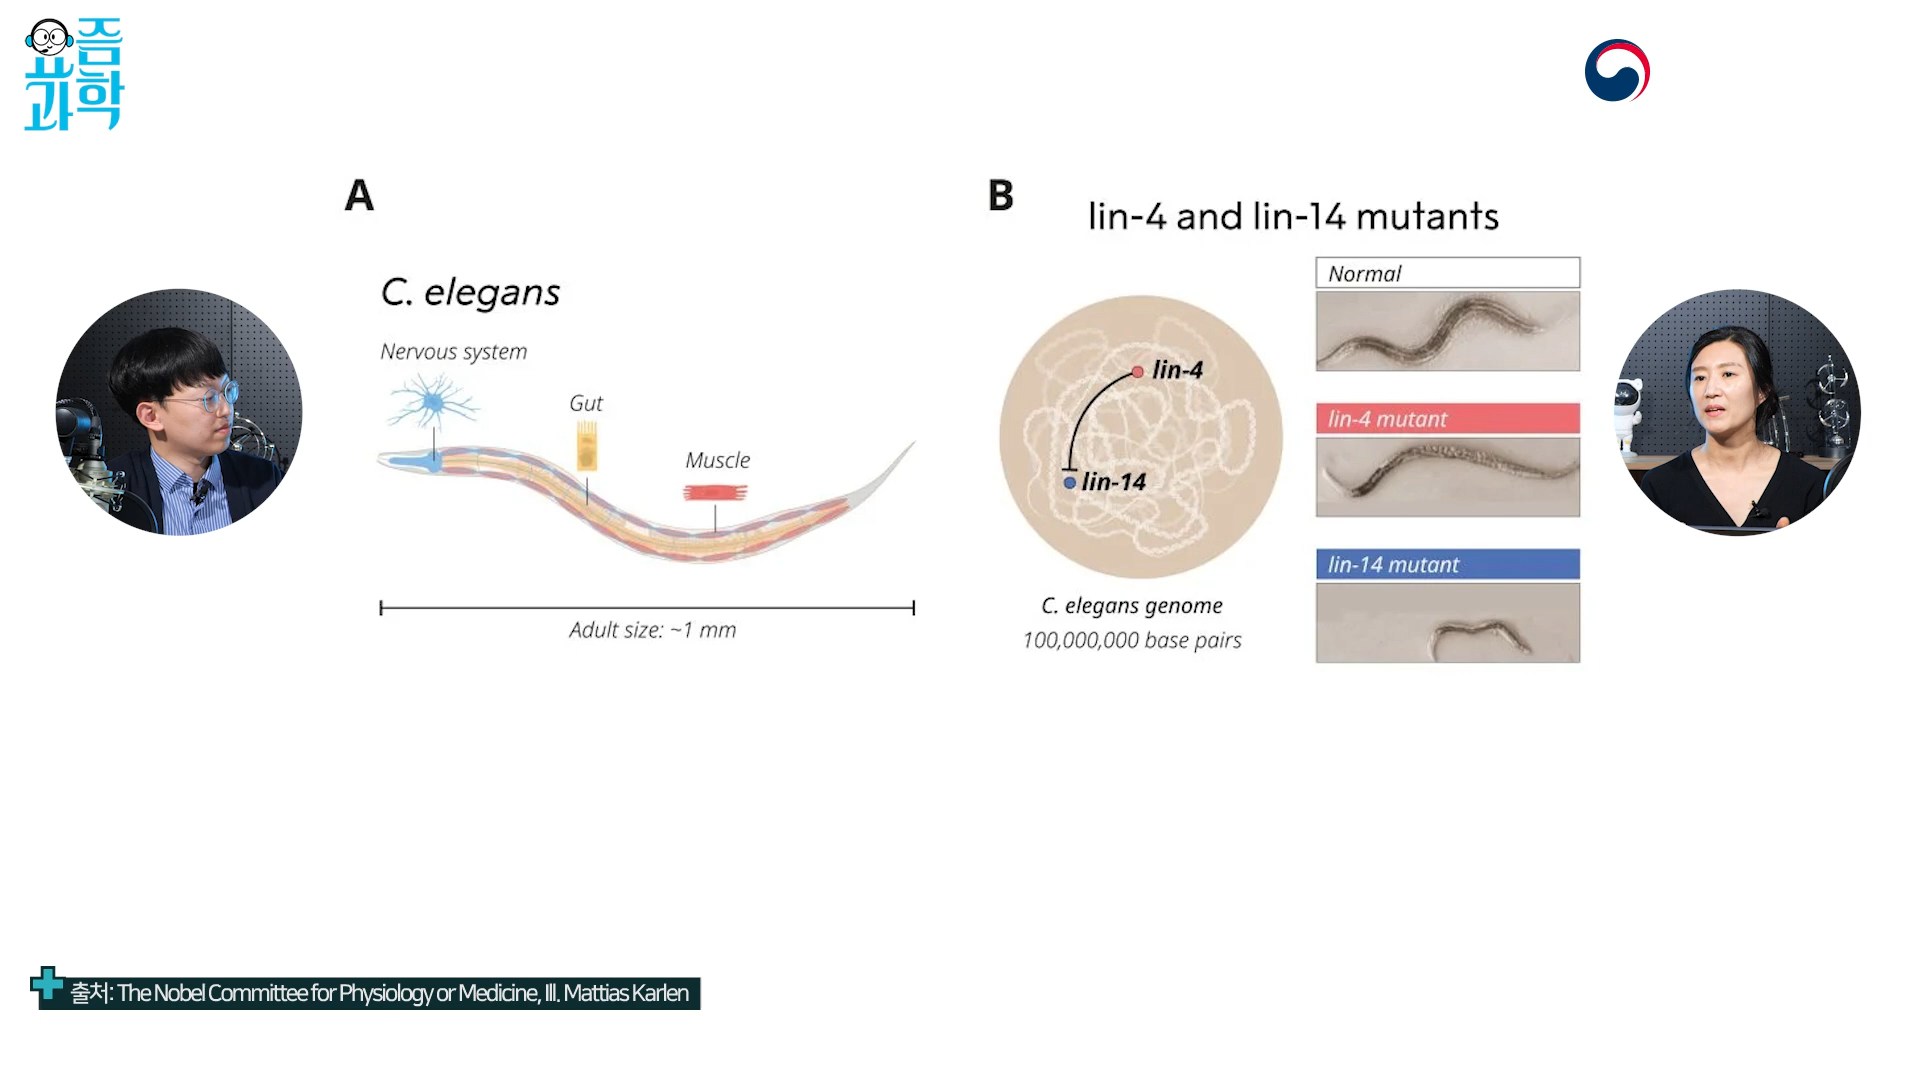 요즘과학
A
C. elegans
Nervous system
Gut
Muscle
Adult size: ~1 mm
B
lin-4 and lin-14 mutants
lin-4
lin-14
C. elegans genome
100,000,000 base pairs
Normal
lin-4 mutant
lin-14 mutant
출처: The Nobel Committee for Physiology or Medicine, Ill. Mattias Karlen